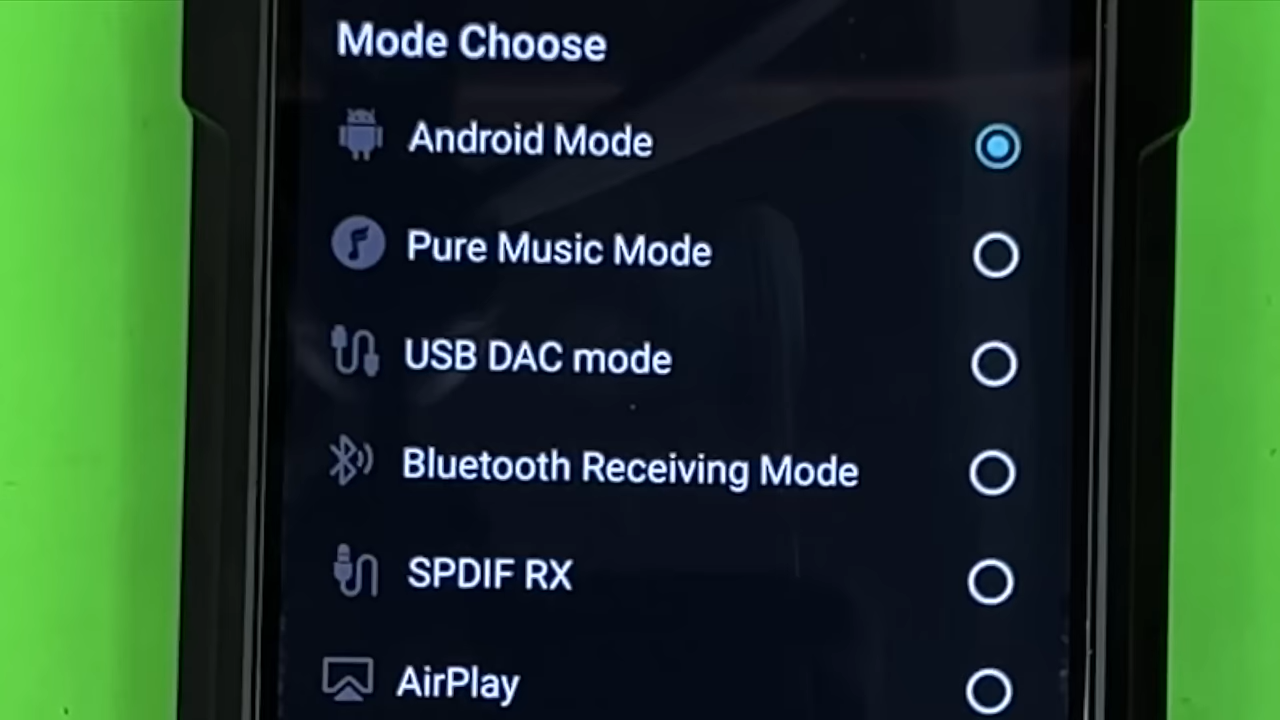 Mode Choose
Android Mode
Pure Music Mode
USB DAC mode
Bluetooth Receiving Mode
SPDIF RX
AirPlay